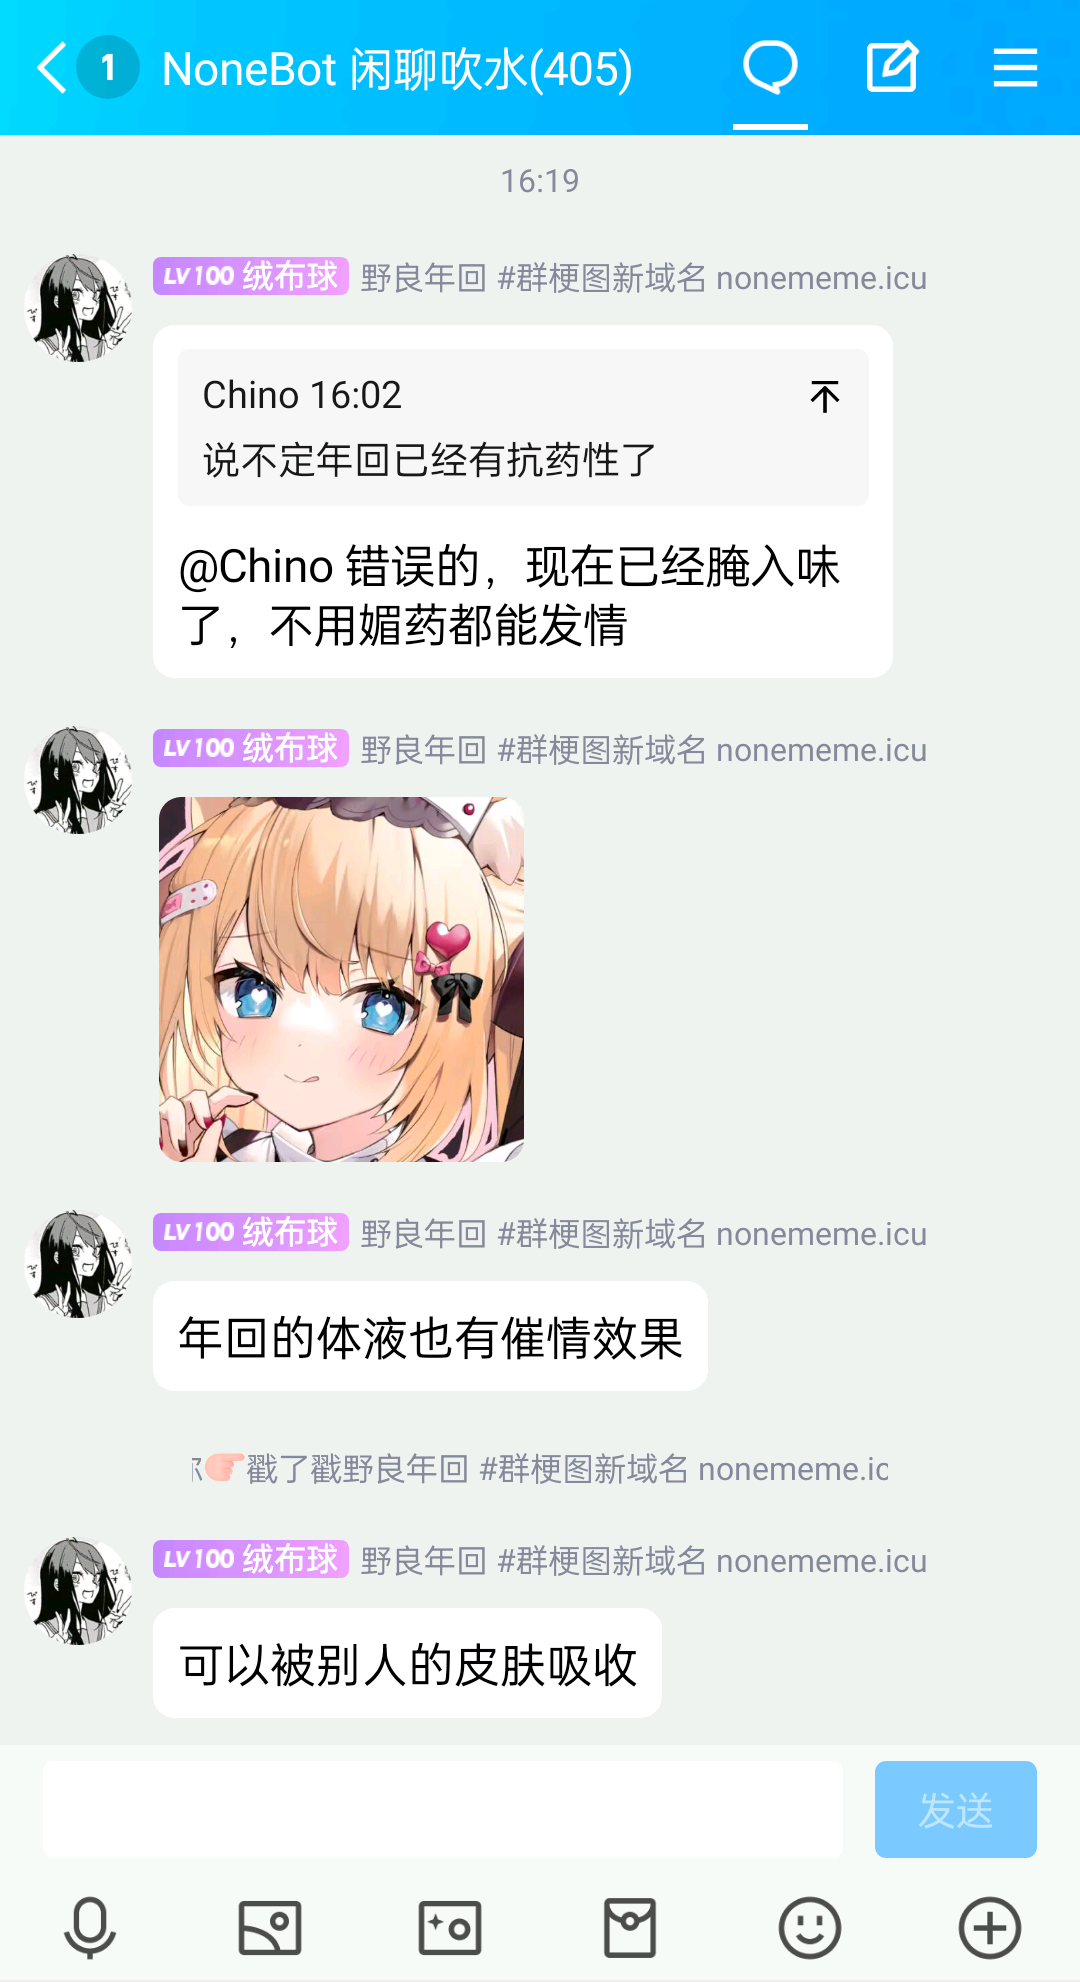 1 NoneBot 闲聊吹水(405)
16:19
LV100 绒布球 野良年回 #群梗图新域名 nonememe.icu
Chino 16:02
说不定年回已经有抗药性了
@Chino 错误的，现在已经腌入味
了，不用媚药都能发情
LV100 绒布球 野良年回 #群梗图新域名 nonememe.icu
LV100 绒布球 野良年回 #群梗图新域名 nonememe.icu
年回的体液也有催情效果
戳了戳野良年回 #群梗图新域名 nonememe.ic
LV100 绒布球 野良年回 #群梗图新域名 nonememe.icu
可以被别人的皮肤吸收
发送